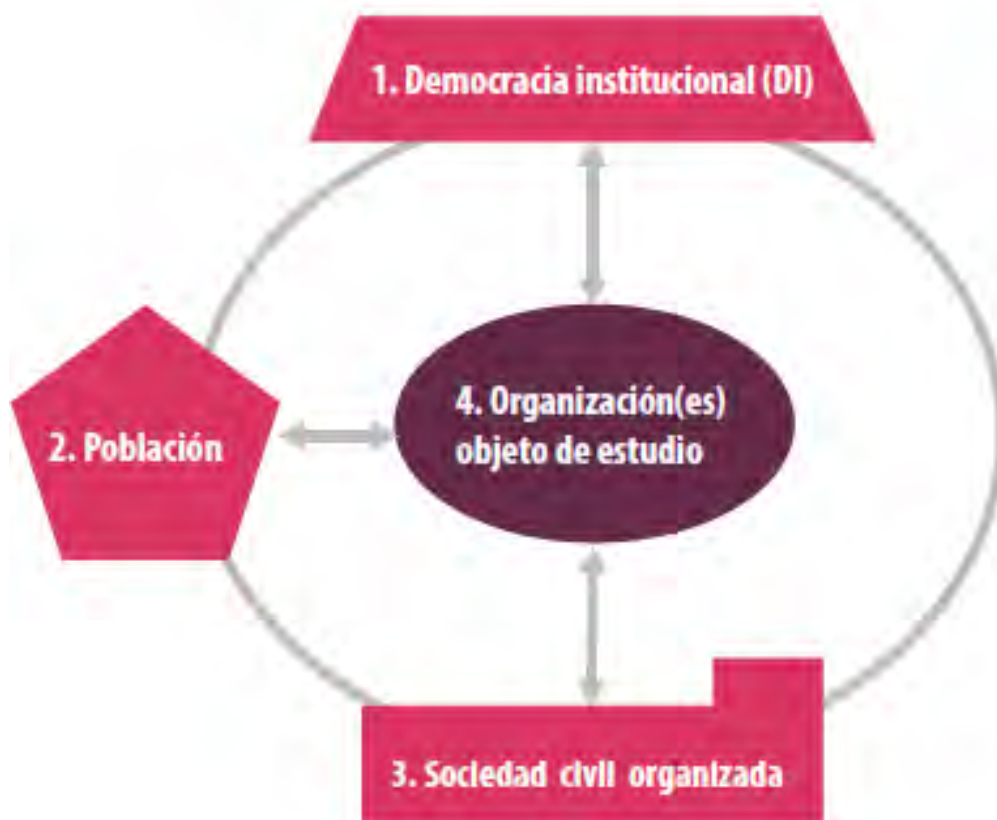 1. Democracia institucional (DI)
2. Población
4. Organización(es)
objeto de estudio
3. Sociedad civil organizada